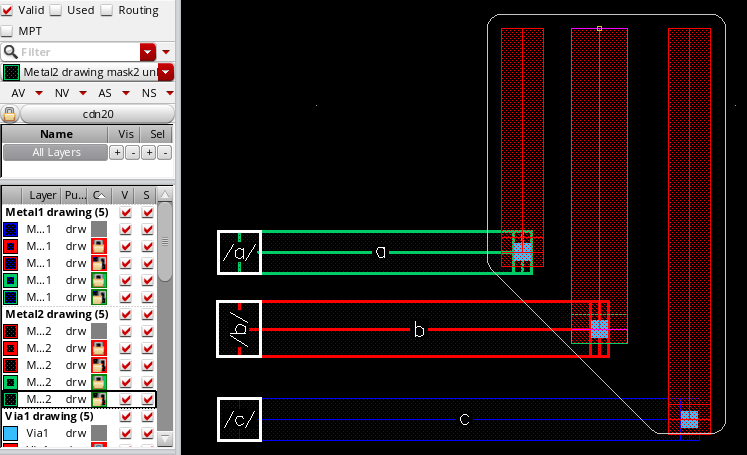 Valid Used Routing
MPT
Filter
Metal2 drawing mask2 unl
AV NV AS NS
cdn20
Name Vis Sel
All Layers + - + -
Layer Pu... C V S
Metal1 drawing (5)
M...1 drw
M...1 drw
M...1 drw
M...1 drw
M...1 drw
Metal2 drawing (5)
M...2 drw
M...2 drw
M...2 drw
M...2 drw
M...2 drw
Via1 drawing (5)
Via1 drw
/a/ a
b
/c/ c